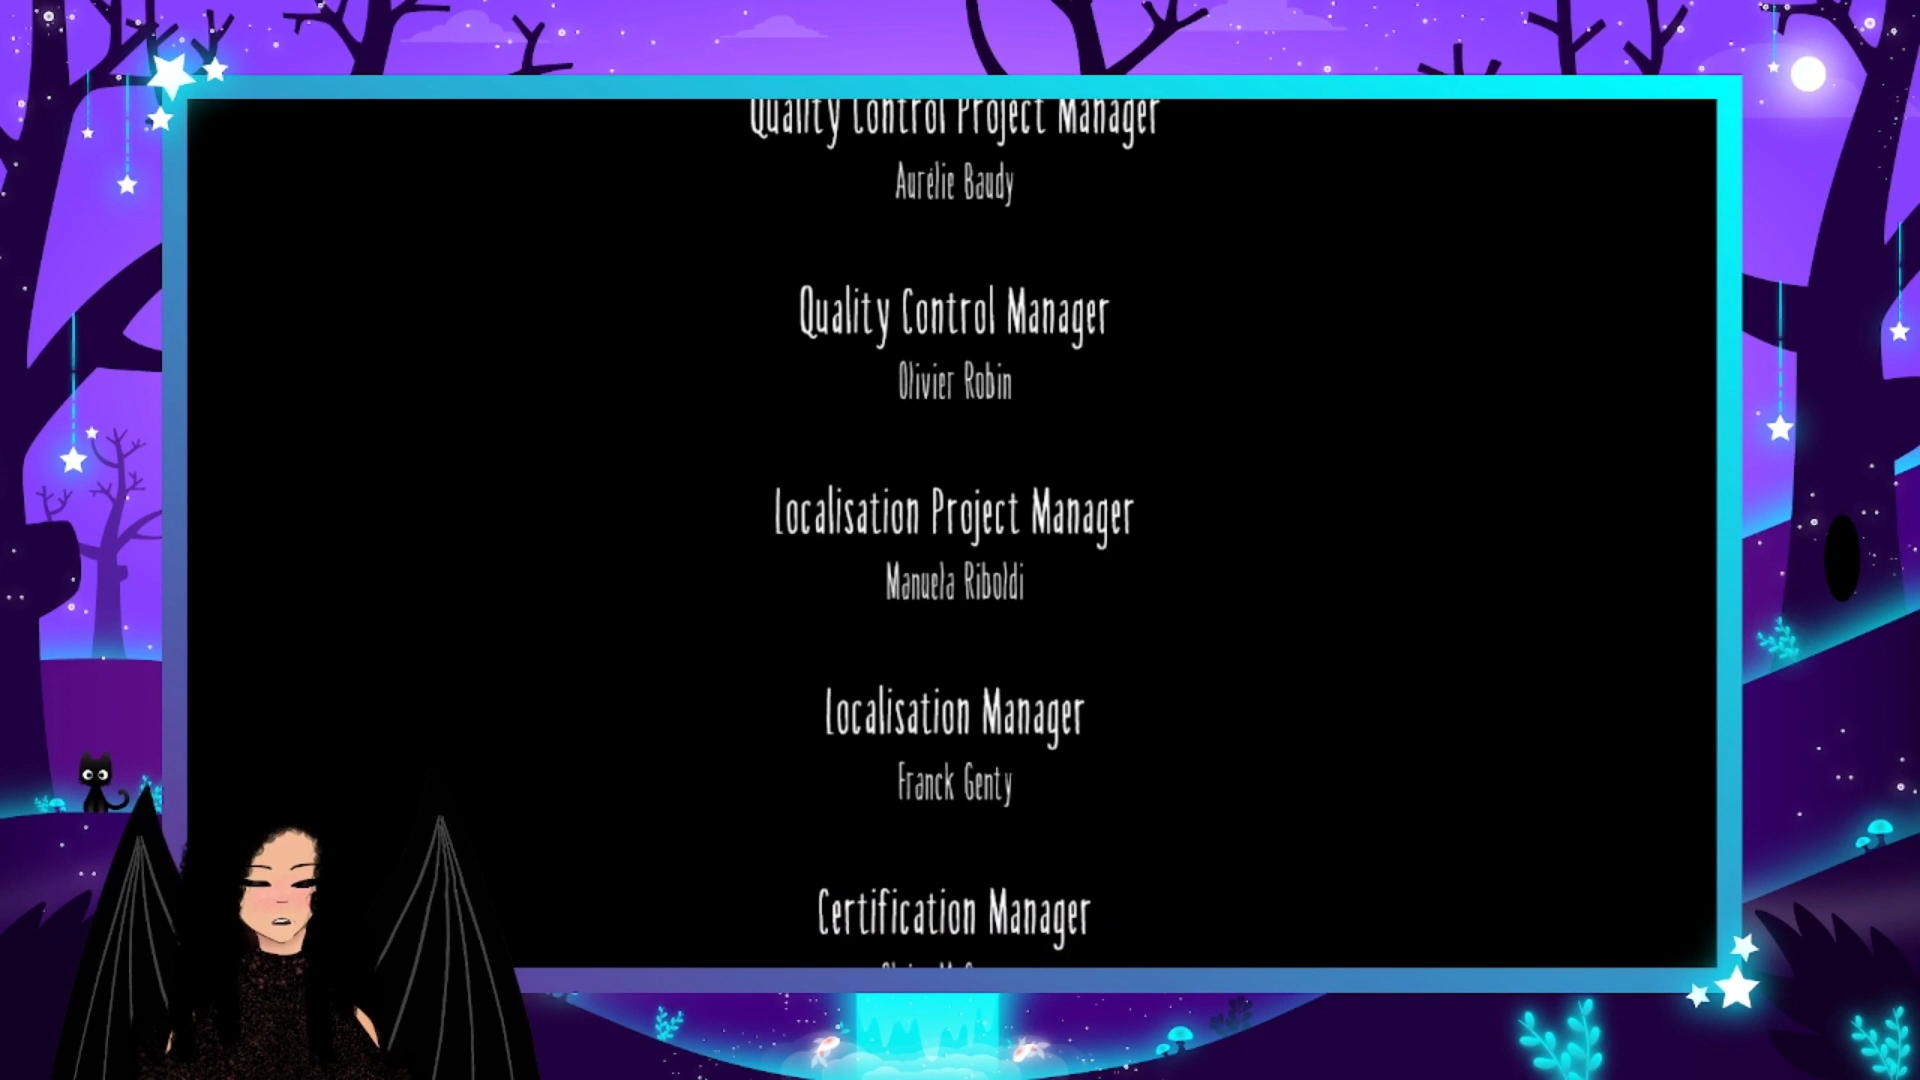 Quality Control Project Manager
Aurélie Baudy
Quality Control Manager
Olivier Robin
Localisation Project Manager
Manuela Riboldi
Localisation Manager
Franck Genty
Certification Manager